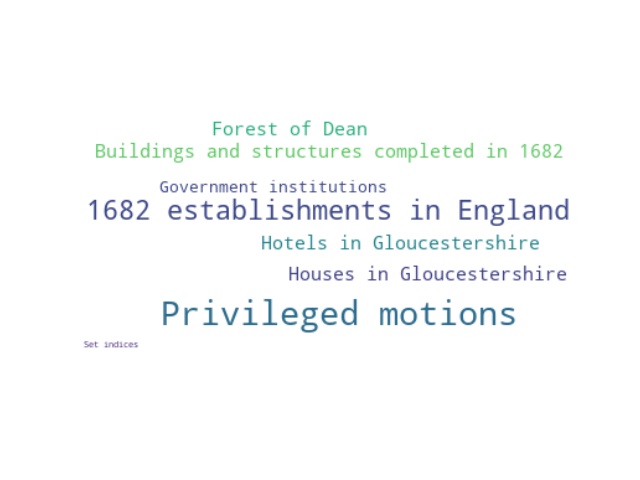 Forest of Dean
Buildings and structures completed in 1682
Government institutions
1682 establishments in England
Hotels in Gloucestershire
Houses in Gloucestershire
Privileged motions
Set indices